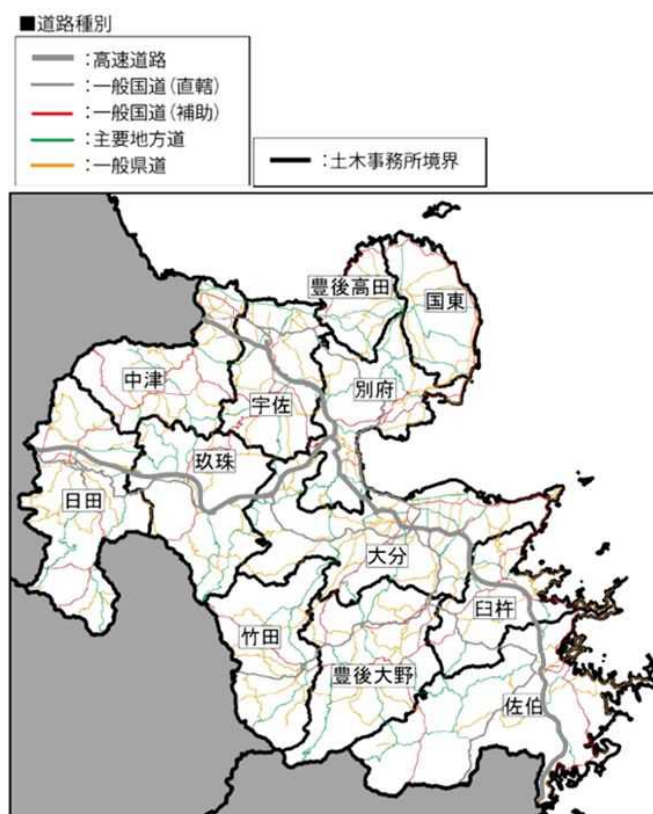 ■道路種別
：高速道路
：一般国道（直轄）
：一般国道（補助）
：主要地方道
：一般県道
：土木事務所境界
豊後高田
国東
中津
別府
宇佐
玖珠
日田
大分
臼杵
竹田
豊後大野
佐伯